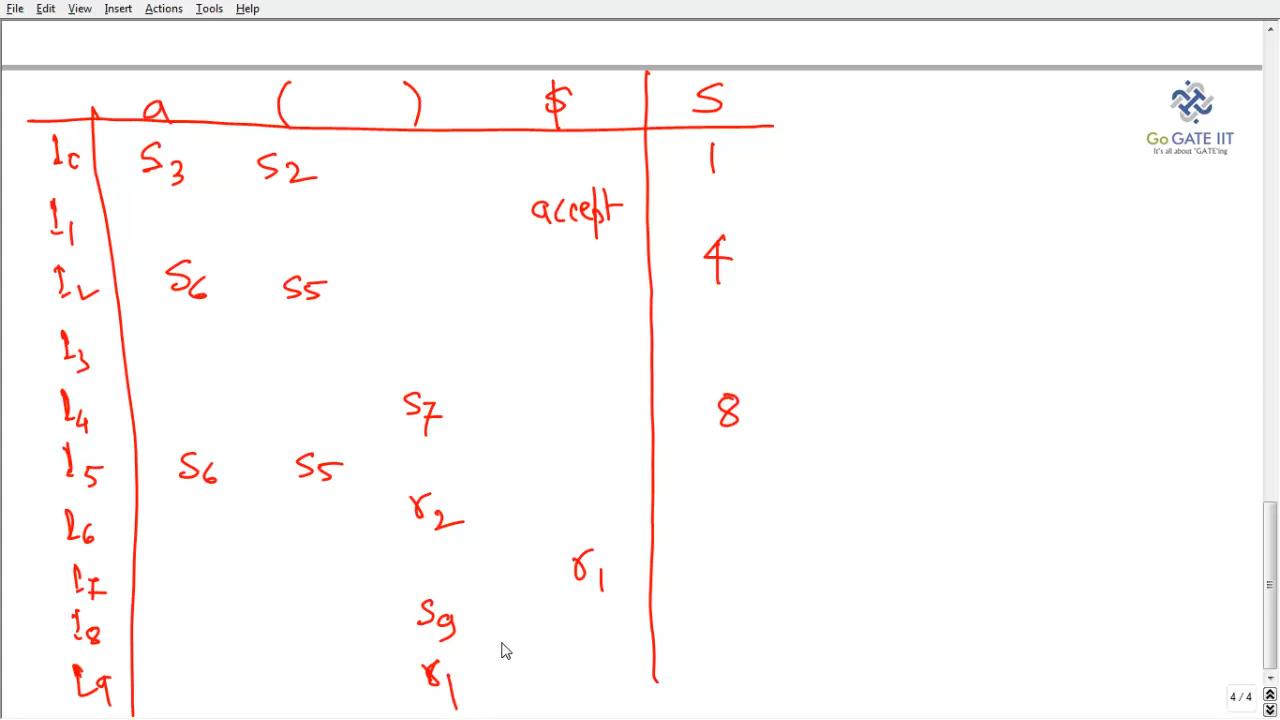 File Edit View Insert Actions Tools Help
a ( ) $ S
Go GATE IIT
It's all about "GATE'ing
I0 S3 S2 1
I1 accept
I2 S6 S5 4
I3
I4 S7 8
I5 S6 S5
I6 r2
I7 r1
I8 S9
I9 r1
4 / 4